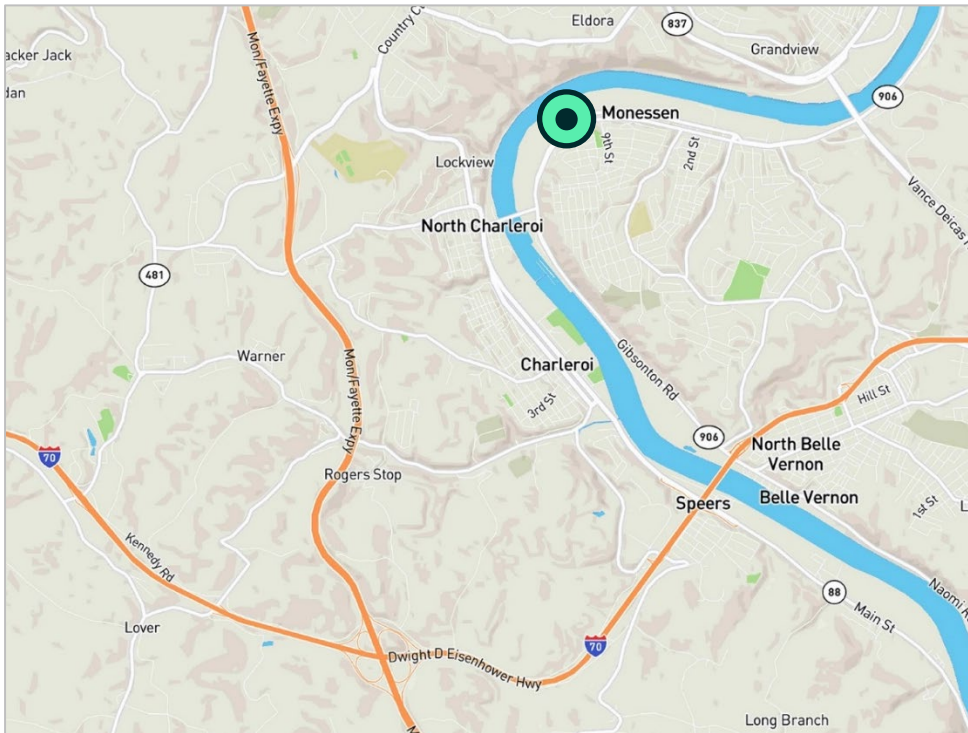 Eldora
837
Country C
Grandview
acker Jack
dan
Mon/Fayette Expy
906
Monessen
9th St
2nd St
Lockview
Vance Deicas
North Charleroi
481
Gibsonton Rd
Warner
Mon/Fayette Expy
Charleroi
3rd St
Hill St
906
70
North Belle
Vernon
Rogers Stop
Belle Vernon
Speers
1st St
Kennedy Rd
Naomi R
88
Main St
Lover
70
Dwight D Eisenhower Hwy
Long Branch